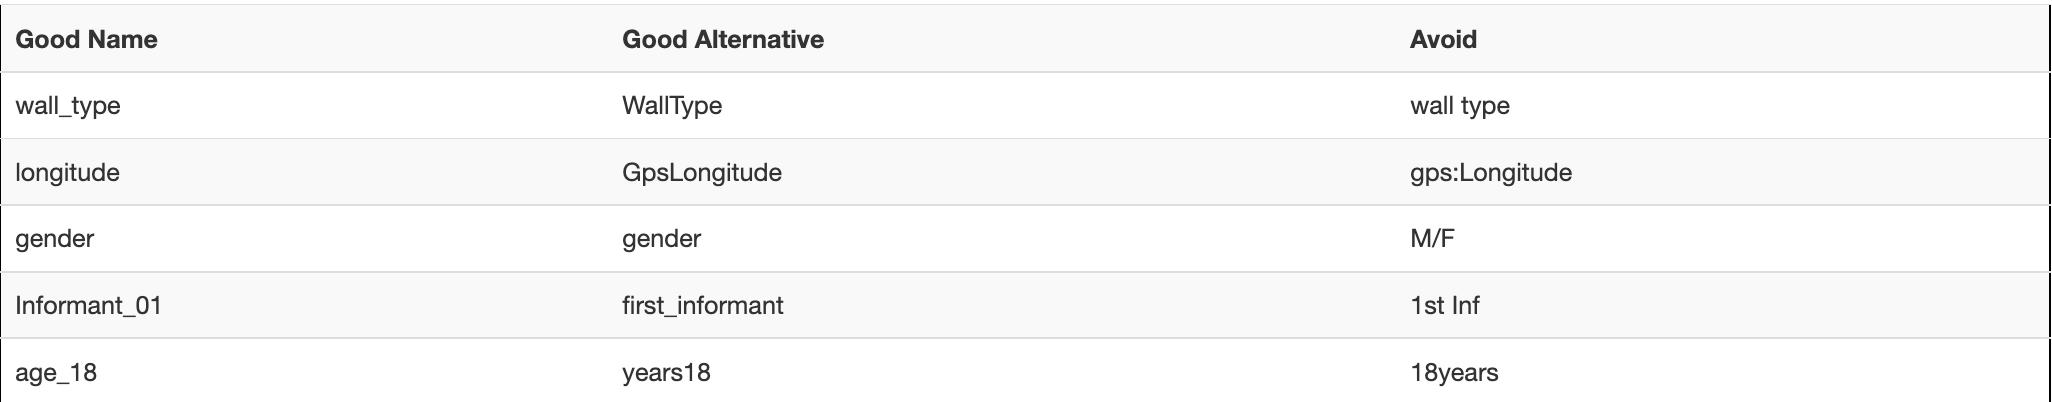 Good Name Good Alternative Avoid
wall_type WallType wall type
longitude GpsLongitude gps:Longitude
gender gender M/F
Informant_01 first_informant 1st Inf
age_18 years18 18years